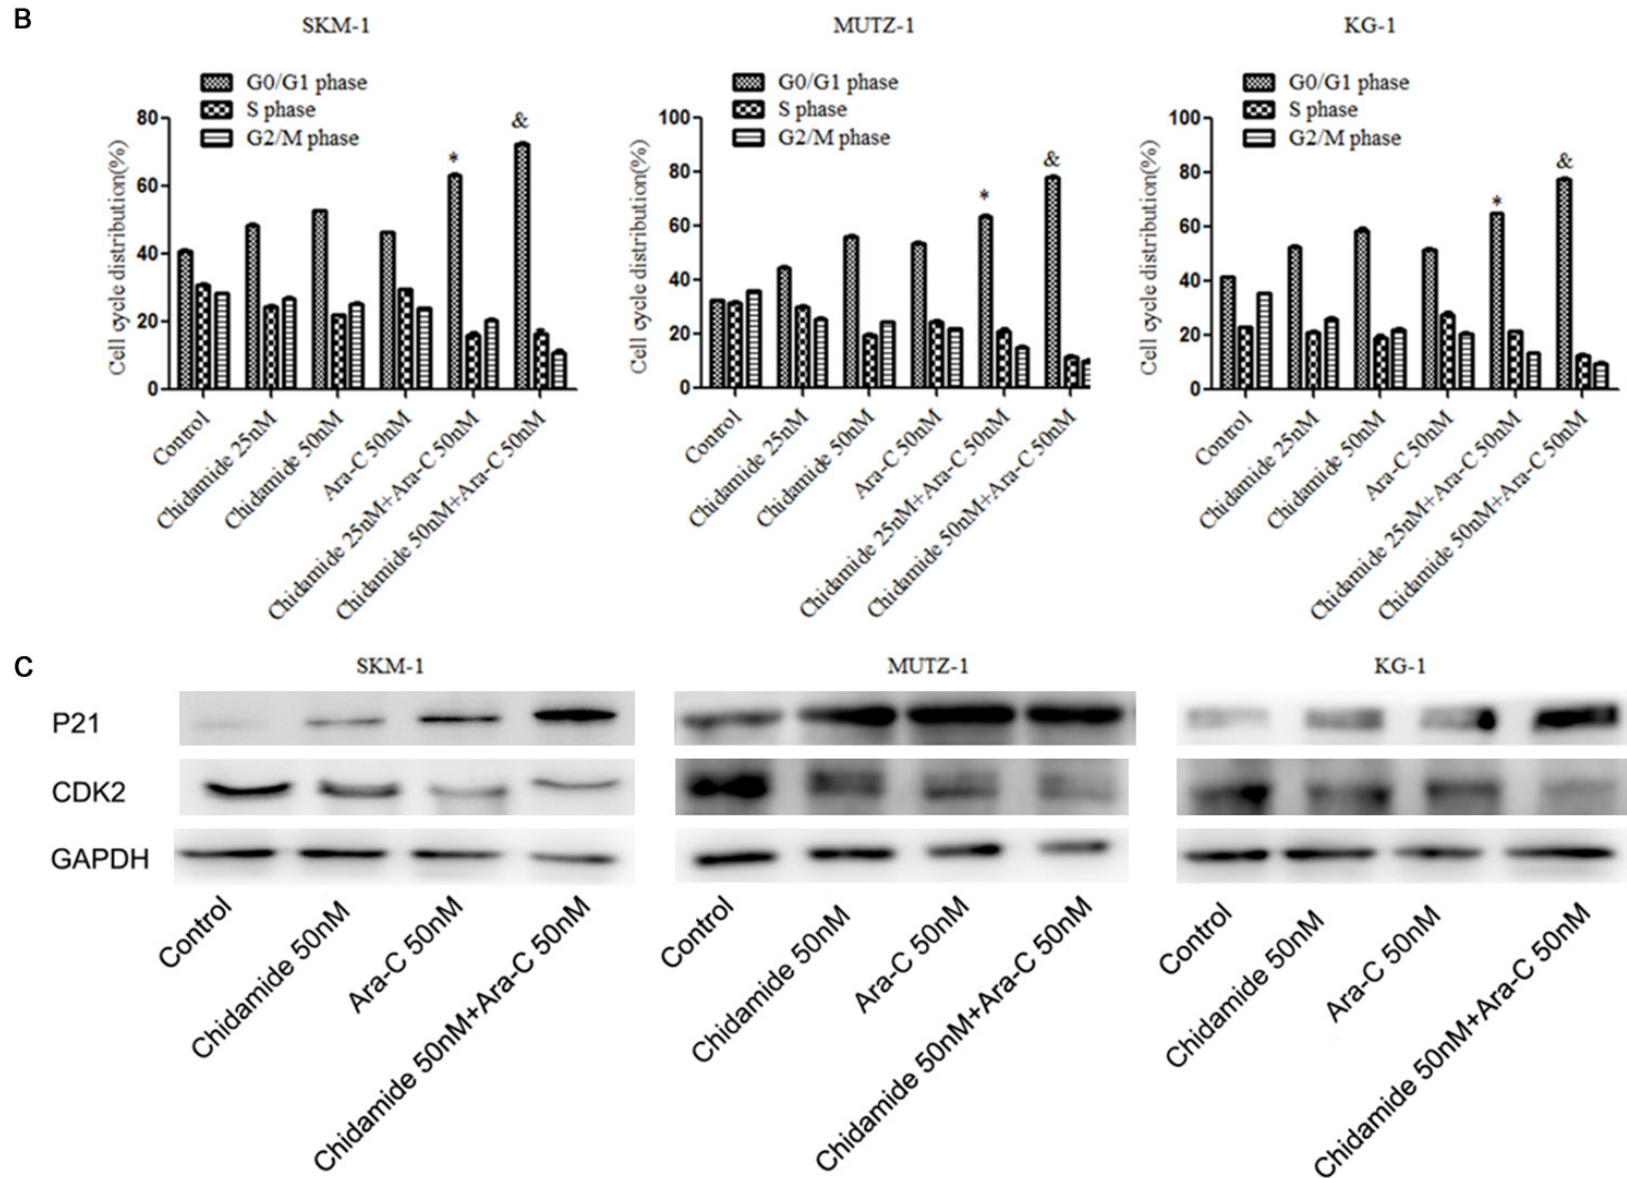 B
SKM-1
G0/G1 phase
S phase
G2/M phase
&
*
80
60
40
20
0
Cell cycle distribution(%)
Control
Chidamide 25nM
Chidamide 50nM
Ara-C 50nM
Chidamide 25nM+Ara-C 50nM
Chidamide 50nM+Ara-C 50nM
MUTZ-1
G0/G1 phase
S phase
G2/M phase
&
*
100
80
60
40
20
0
Cell cycle distribution(%)
Control
Chidamide 25nM
Chidamide 50nM
Ara-C 50nM
Chidamide 25nM+Ara-C 50nM
Chidamide 50nM+Ara-C 50nM
KG-1
G0/G1 phase
S phase
G2/M phase
&
*
100
80
60
40
20
0
Cell cycle distribution(%)
Control
Chidamide 25nM
Chidamide 50nM
Ara-C 50nM
Chidamide 25nM+Ara-C 50nM
Chidamide 50nM+Ara-C 50nM
C
SKM-1
MUTZ-1
KG-1
P21
CDK2
GAPDH
Control
Chidamide 50nM
Ara-C 50nM
Chidamide 50nM+Ara-C 50nM
Control
Chidamide 50nM
Ara-C 50nM
Chidamide 50nM+Ara-C 50nM
Control
Chidamide 50nM
Ara-C 50nM
Chidamide 50nM+Ara-C 50nM